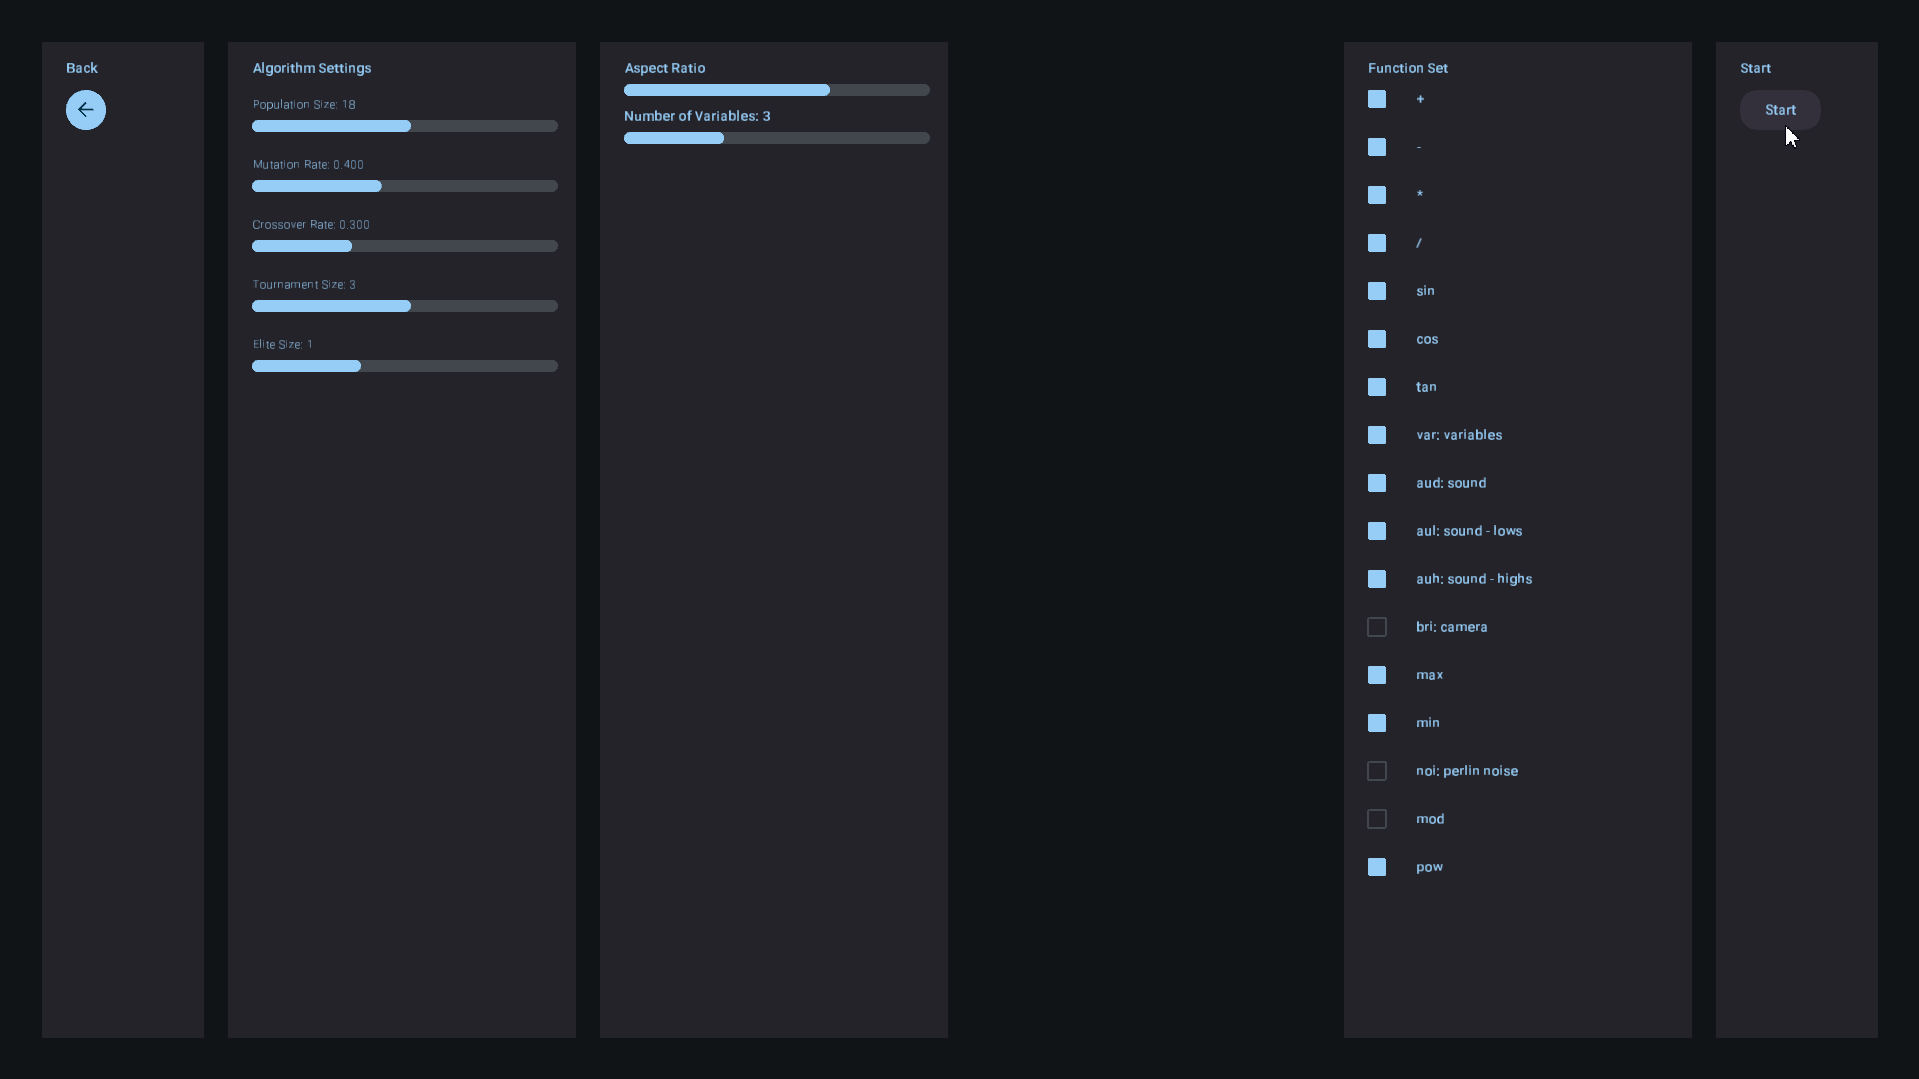 Back
Algorithm Settings
Population Size: 18
Mutation Rate: 0.400
Crossover Rate: 0.300
Tournament Size: 3
Elite Size: 1
Aspect Ratio
Number of Variables: 3
Function Set
+
-
*
/
sin
cos
tan
var: variables
aud: sound
aul: sound - lows
auh: sound - highs
bri: camera
max
min
noi: perlin noise
mod
pow
Start
Start